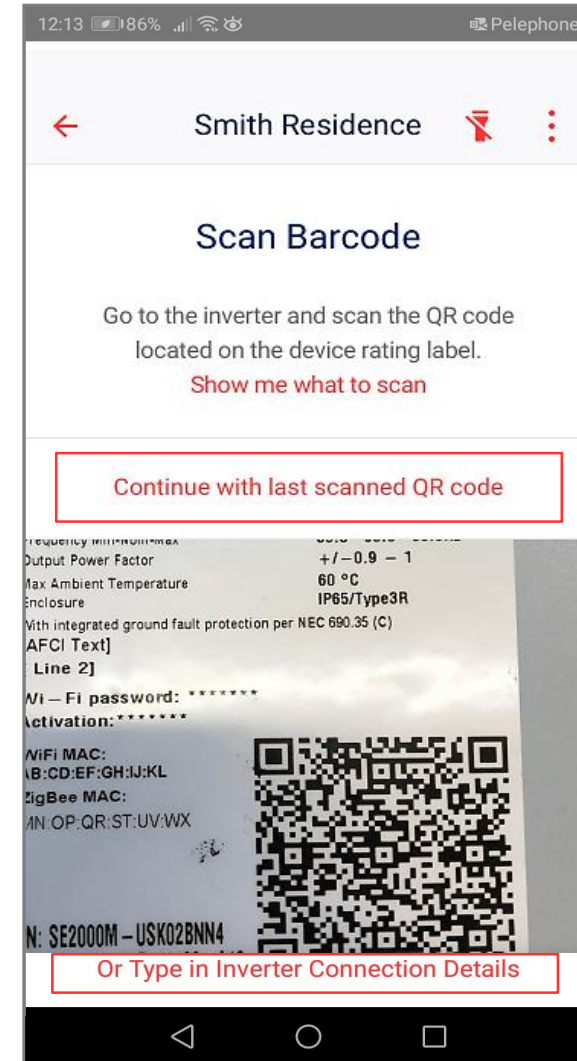 12:13 86% Pelephone
Smith Residence
Scan Barcode
Go to the inverter and scan the QR code
located on the device rating label.
Show me what to scan
Continue with last scanned QR code
Output Power Factor +/-0.9 - 1
Max Ambient Temperature 60 °C
Enclosure IP65/Type3R
With integrated ground fault protection per NEC 690.35 (C)
AFCI Text]
Line 2]
Wi-Fi password: *******
Activation:*******
WiFi MAC:
AB:CD:EF:GH:IJ:KL
ZigBee MAC:
MN:OP:QR:ST:UV:WX
N: SE2000M-USK02BNN4
Or Type in Inverter Connection Details